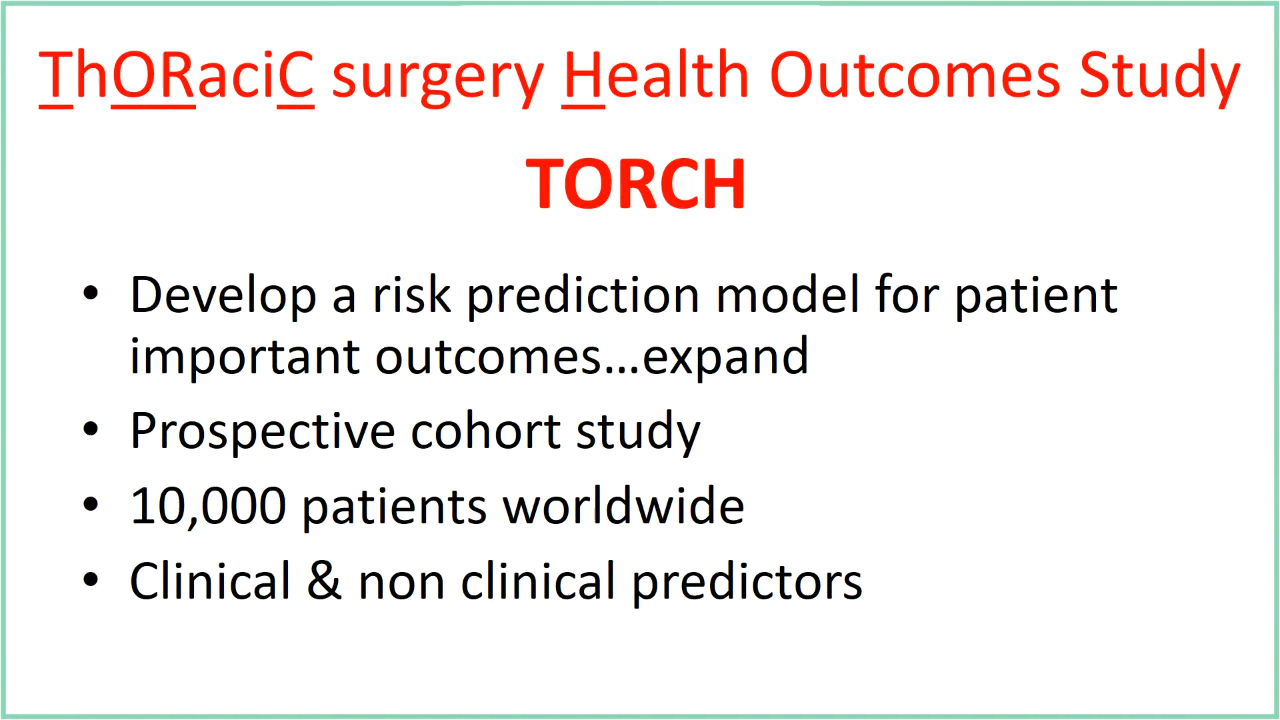 ThORaciC surgery Health Outcomes Study
TORCH
• Develop a risk prediction model for patient
important outcomes...expand
• Prospective cohort study
• 10,000 patients worldwide
• Clinical & non clinical predictors